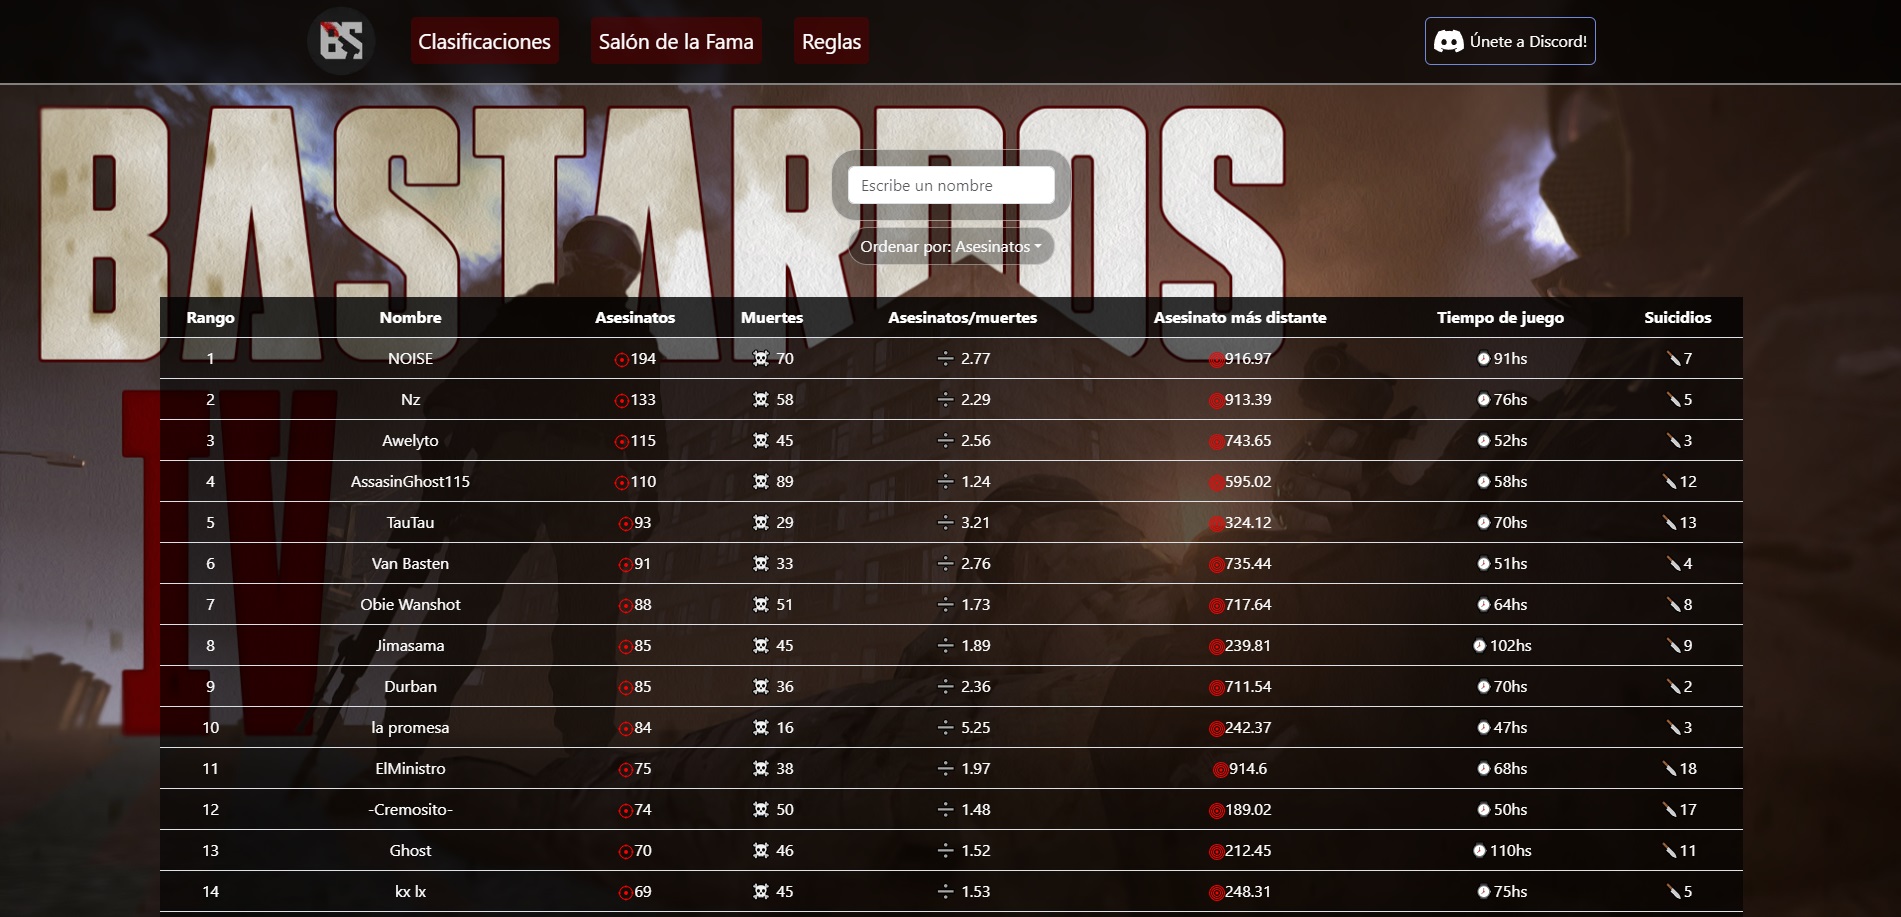 BS Clasificaciones Salón de la Fama Reglas Únete a Discord!
BASTARDOS
Escribe un nombre
Ordenar por: Asesinatos
IV
Rango Nombre Asesinatos Muertes Asesinatos/muertes Asesinato más distante Tiempo de juego Suicidios
1 NOISE 194 70 2.77 916.97 91hs 7
2 Nz 133 58 2.29 913.39 76hs 5
3 Awelyto 115 45 2.56 743.65 52hs 3
4 AssasinGhost115 110 89 1.24 595.02 58hs 12
5 TauTau 93 29 3.21 324.12 70hs 13
6 Van Basten 91 33 2.76 735.44 51hs 4
7 Obie Wanshot 88 51 1.73 717.64 64hs 8
8 Jimasama 85 45 1.89 239.81 102hs 9
9 Durban 85 36 2.36 711.54 70hs 2
10 la promesa 84 16 5.25 242.37 47hs 3
11 ElMinistro 75 38 1.97 914.6 68hs 18
12 -Cremosito- 74 50 1.48 189.02 50hs 17
13 Ghost 70 46 1.52 212.45 110hs 11
14 kx lx 69 45 1.53 248.31 75hs 5